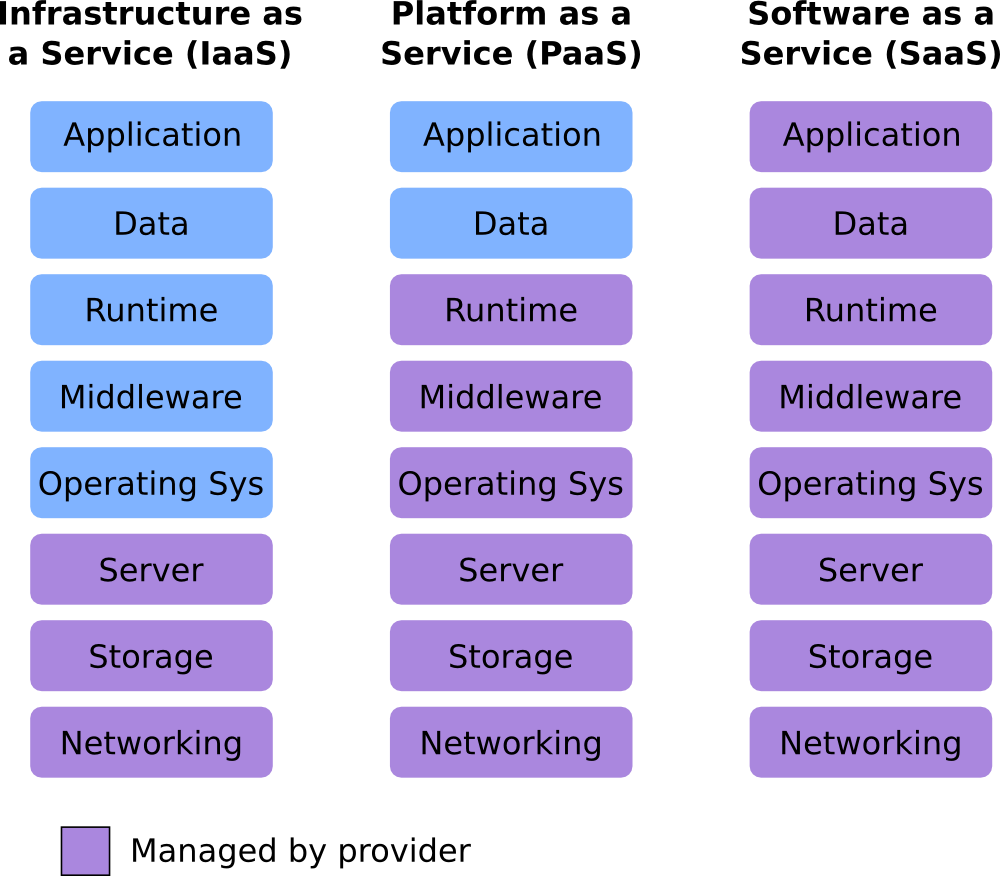 Infrastructure as
a Service (IaaS)
Application
Data
Runtime
Middleware
Operating Sys
Server
Storage
Networking
Platform as a
Service (PaaS)
Application
Data
Runtime
Middleware
Operating Sys
Server
Storage
Networking
Software as a
Service (SaaS)
Application
Data
Runtime
Middleware
Operating Sys
Server
Storage
Networking
Managed by provider